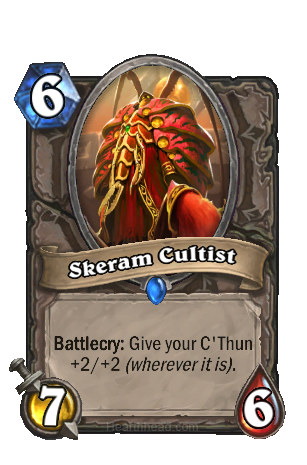 6
Skeram Cultist
Battlecry: Give your C'Thun
+2/+2 (wherever it is).
7
6